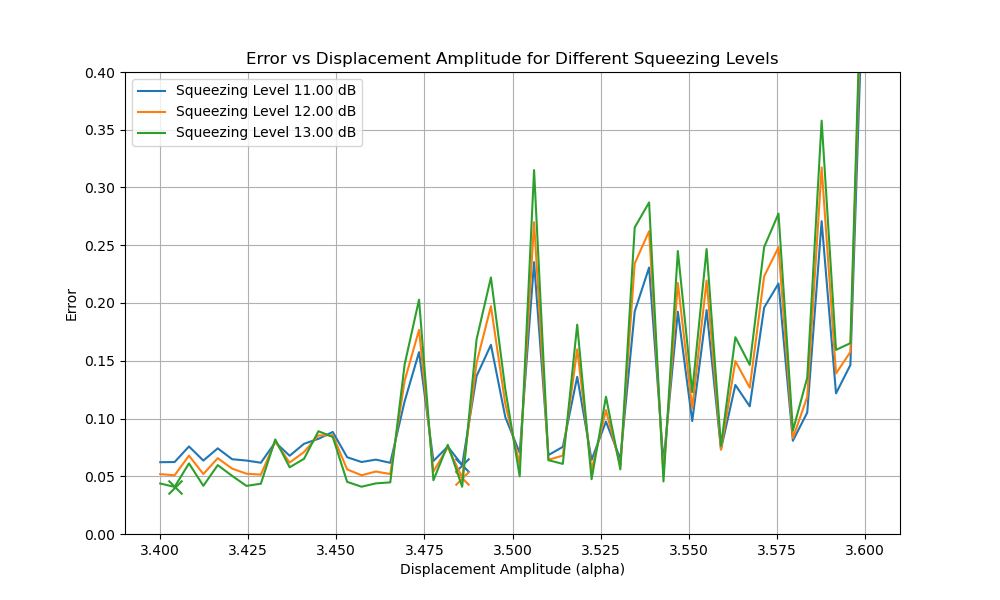 Error vs Displacement Amplitude for Different Squeezing Levels
Squeezing Level 11.00 dB
Squeezing Level 12.00 dB
Squeezing Level 13.00 dB
0.40
0.35
0.30
0.25
0.20
0.15
0.10
0.05
0.00
Error
3.400 3.425 3.450 3.475 3.500 3.525 3.550 3.575 3.600
Displacement Amplitude (alpha)